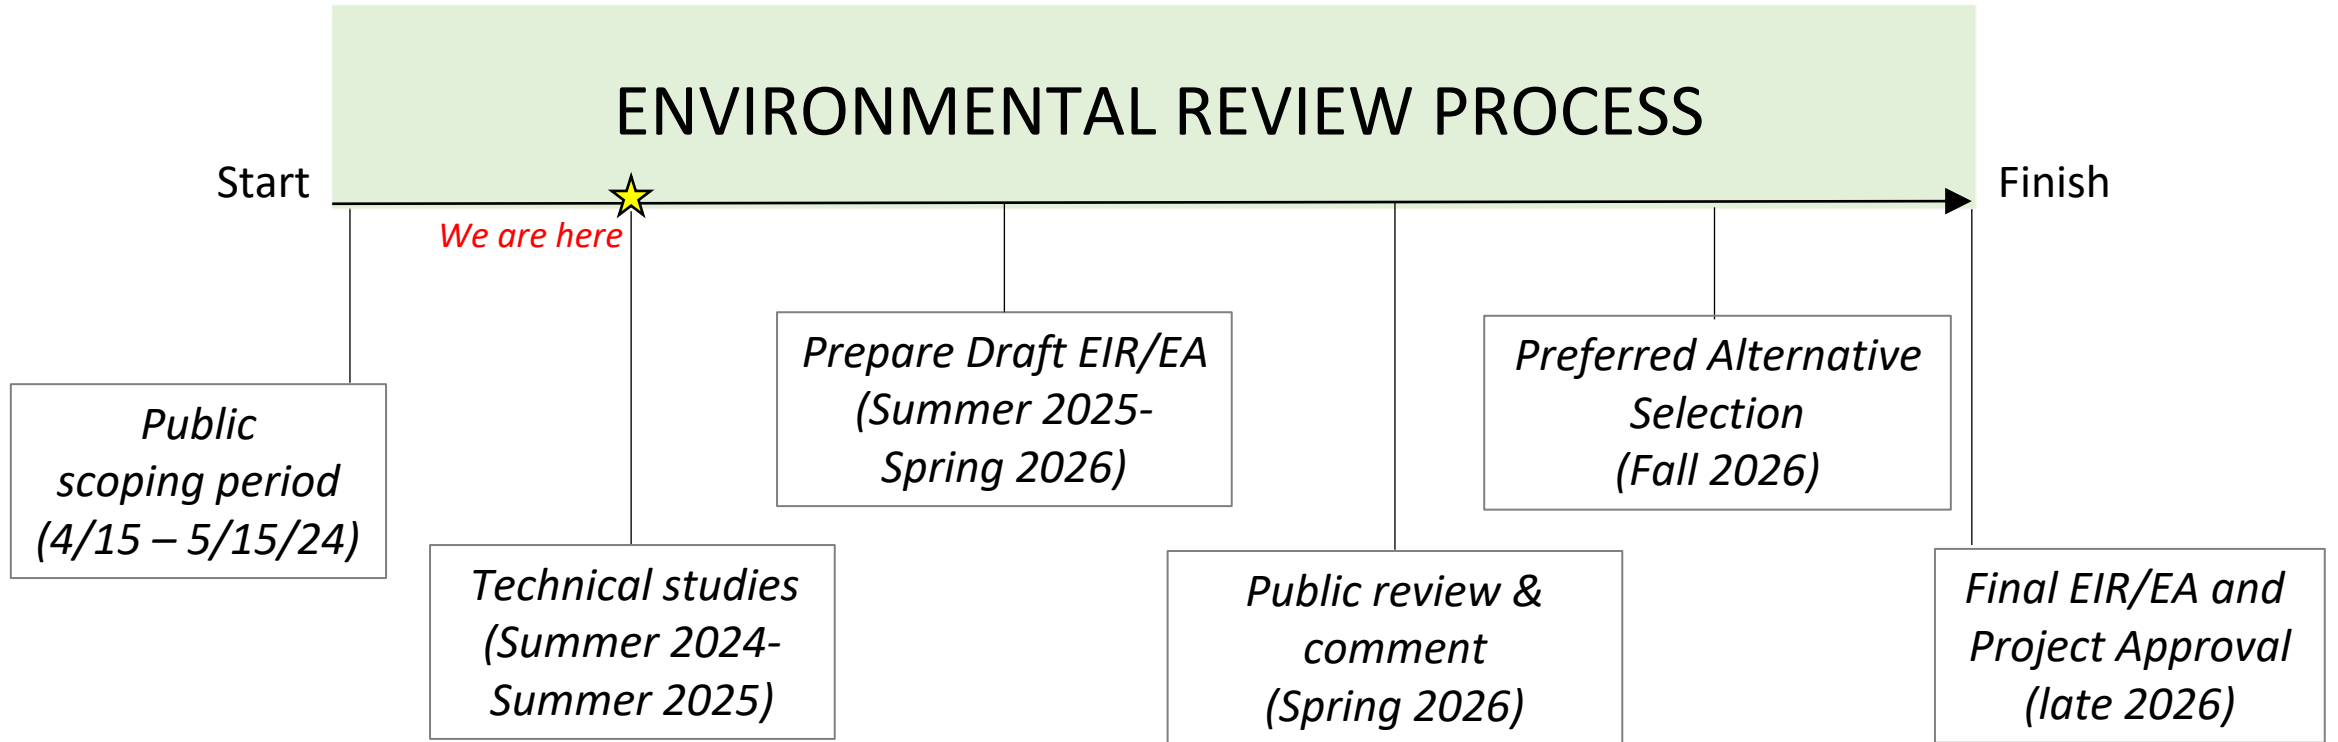 ENVIRONMENTAL REVIEW PROCESS
Start
Finish
We are here
Public
scoping period
(4/15 – 5/15/24)
Technical studies
(Summer 2024-
Summer 2025)
Prepare Draft EIR/EA
(Summer 2025-
Spring 2026)
Public review &
comment
(Spring 2026)
Preferred Alternative
Selection
(Fall 2026)
Final EIR/EA and
Project Approval
(late 2026)